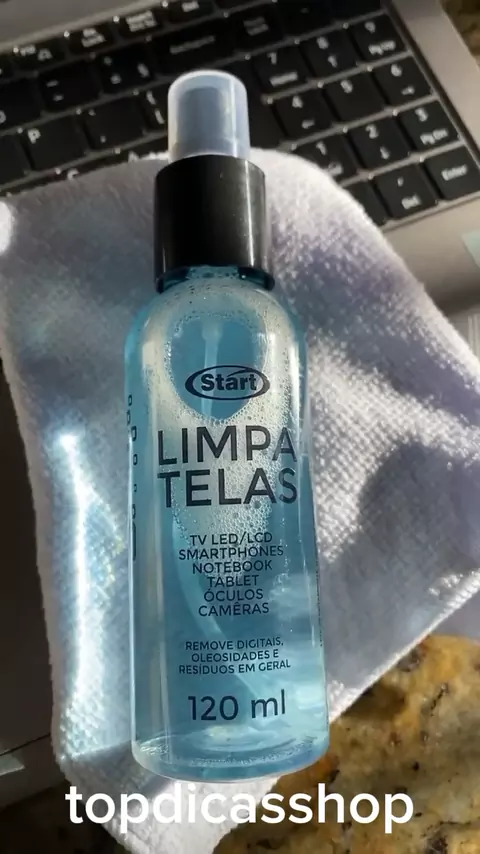 Start
LIMPA
TELAS
TV LED/LCD
SMARTPHONES
NOTEBOOK
TABLET
ÓCULOS
CAMÊRAS
REMOVE DIGITAIS,
OLEOSIDADES E
RESÍDUOS EM GERAL
120 ml
topdicasshop